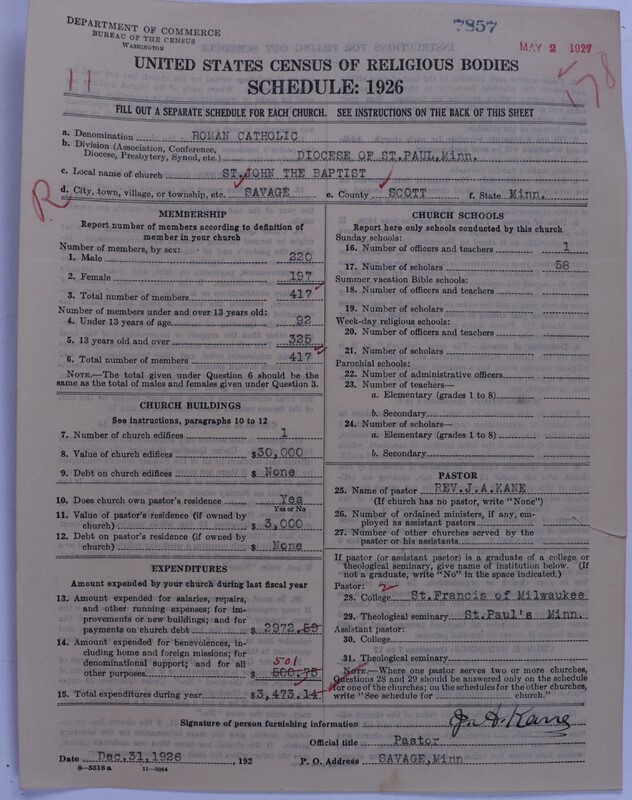 DEPARTMENT OF COMMERCE
BUREAU OF THE CENSUS
WASHINGTON
7857
MAY 2 1927
11
178
UNITED STATES CENSUS OF RELIGIOUS BODIES
SCHEDULE: 1926
FILL OUT A SEPARATE SCHEDULE FOR EACH CHURCH. SEE INSTRUCTIONS ON THE BACK OF THIS SHEET
a. Denomination ROMAN CATHOLIC
b. Division (Association, Conference, Diocese, Presbytery, Synod, etc.) DIOCESE OF ST.PAUL,Minn.
c. Local name of church ST.JOHN THE BAPTIST
R
d. City, town, village, or township, etc. SAVAGE e. County SCOTT f. State Minn.
MEMBERSHIP
Report number of members according to definition of
member in your church
Number of members, by sex:
1. Male 220
2. Female 197
3. Total number of members 417
Number of members under and over 13 years old:
4. Under 13 years of age 92
5. 13 years old and over 325
6. Total number of members 417
NOTE.—The total given under Question 6 should be
same as the total of males and females given under Question 3.
CHURCH BUILDINGS
See instructions, paragraphs 10 to 12
7. Number of church edifices 1
8. Value of church edifices $30,000
9. Debt on church edifices $ None
10. Does church own pastor's residence Yes
Yes or No
11. Value of pastor's residence (if owned by
church) $ 3,000
12. Debt on pastor's residence (if owned by
church) $ None
EXPENDITURES
Amount expended by your church during last fiscal year
13. Amount expended for salaries, repairs,
and other running expenses; for im-
provements or new buildings; and for
payments on church debt $ 2972.59
14. Amount expended for benevolences, in-
cluding home and foreign missions; for
denominational support; and for all
501
other purposes $ 500.75
15. Total expenditures during year $3,473.14
CHURCH SCHOOLS
Report here only schools conducted by this church
Sunday schools:
16. Number of officers and teachers 1
17. Number of scholars 58
Summer vacation Bible schools:
18. Number of officers and teachers
19. Number of scholars
Week-day religious schools:
20. Number of officers and teachers
21. Number of scholars
Parochial schools:
22. Number of administrative officers
23. Number of teachers—
a. Elementary (grades 1 to 8)
b. Secondary
24. Number of scholars—
a. Elementary (grades 1 to 8)
b. Secondary
PASTOR
25. Name of pastor REV.J.A.KANE
(If church has no pastor, write "None")
26. Number of ordained ministers, if any, em-
ployed as assistant pastors
27. Number of other churches served by the
pastor or his assistants
If pastor (or assistant pastor) is a graduate of a college or
theological seminary, give name of institution below. (If
not a graduate, write "No" in the space indicated.)
Pastor: 2
28. College St.Francis of Milwaukee
29. Theological seminary St.Paul's Minn.
Assistant pastor:
30. College
31. Theological seminary
NOTE.—Where one pastor serves two or more churches,
Questions 28 and 29 should be answered only on the schedule
for one of the churches; on the schedules for the other churches,
write "See schedule for church."
Signature of person furnishing information J. A. Kane
Official title Pastor
Date Dec.31,1926 , 192 P. O. Address SAVAGE,Minn
8—5518a 11—9054